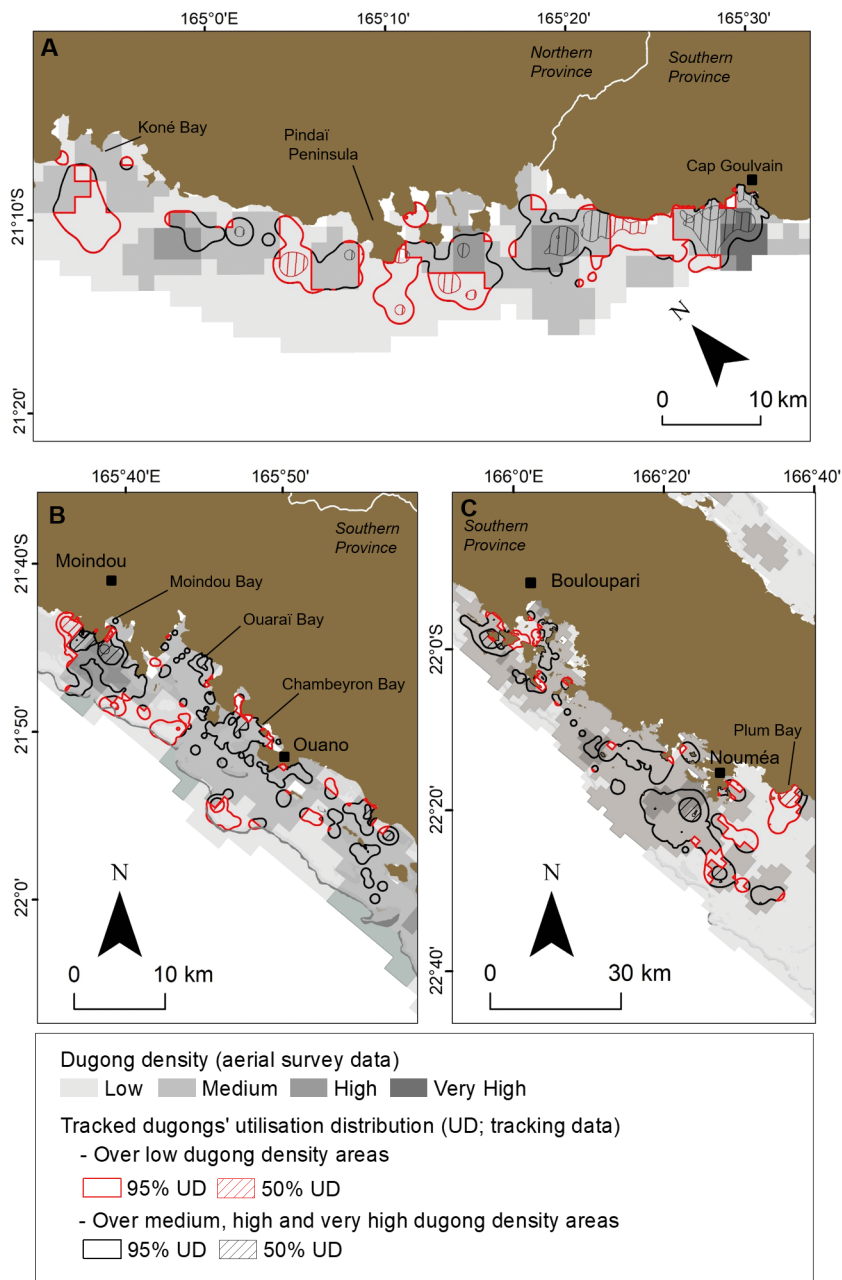 165°0'E 165°10' 165°20' 165°30'
A
Northern
Province
Southern
Province
Koné Bay
Pindaï
Peninsula
Cap Goulvain
21°10'S
21°20'
N
0 10 km
165°40'E 165°50'
B
Southern
Province
21°40'S
Moindou
Moindou Bay
Ouaraï Bay
Chambeyron Bay
21°50'
Ouano
22°0'
N
0 10 km
166°0'E 166°20' 166°40'
C
Southern
Province
Bouloupari
22°0'S
Plum Bay
Nouméa
22°20'
22°40'
N
0 30 km
Dugong density (aerial survey data)
Low Medium High Very High
Tracked dugongs' utilisation distribution (UD; tracking data)
- Over low dugong density areas
95% UD 50% UD
- Over medium, high and very high dugong density areas
95% UD 50% UD